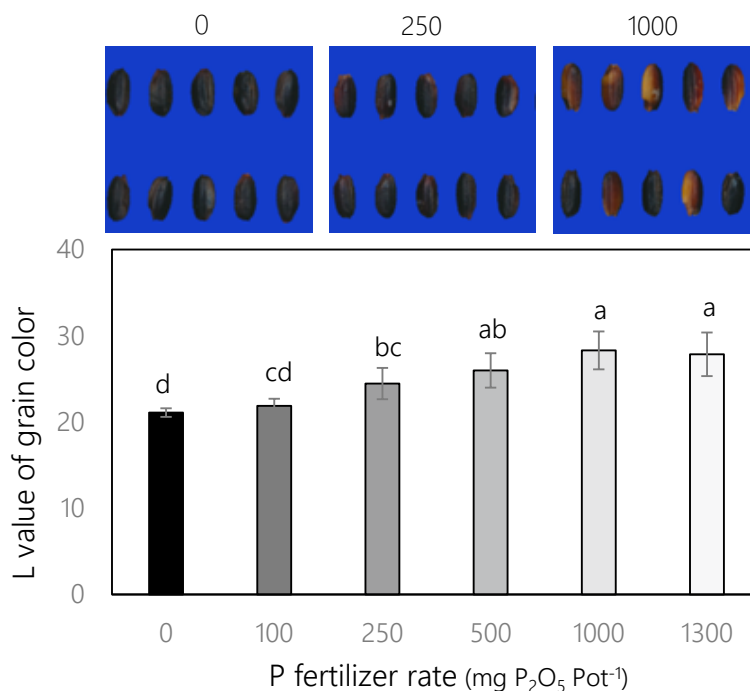 0 250 1000
40
30
20
10
0
L value of grain color
d cd bc ab a a
0 100 250 500 1000 1300
P fertilizer rate (mg P₂O₅ Pot⁻¹)